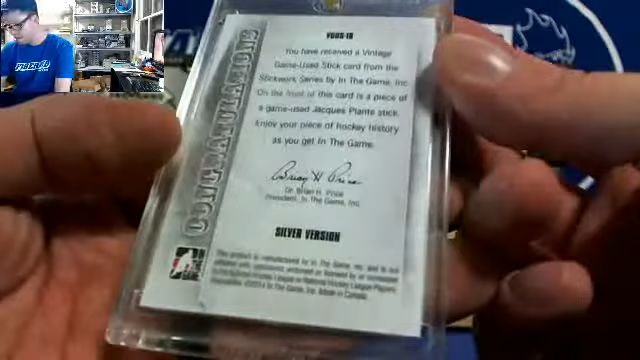 You have received a Vintage
Game-Used Stick card from the
Stickwork Series by In The Game, Inc.
On the front of this card is a piece of
a game-used Jacques Plante stick.
Enjoy your piece of hockey history
as you get In The Game.
CONGRATULATIONS
Dr. Brian H. Price
President, In The Game, Inc.
SILVER VERSION